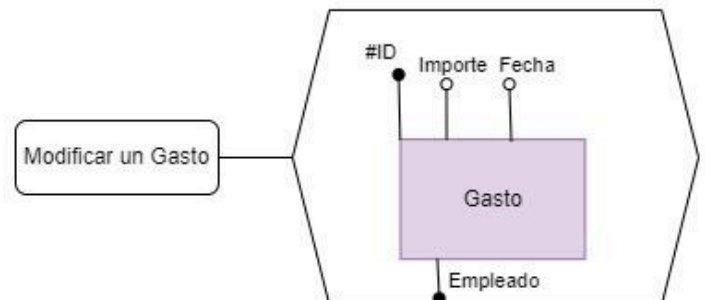 #ID
Importe Fecha
Modificar un Gasto
Gasto
Empleado